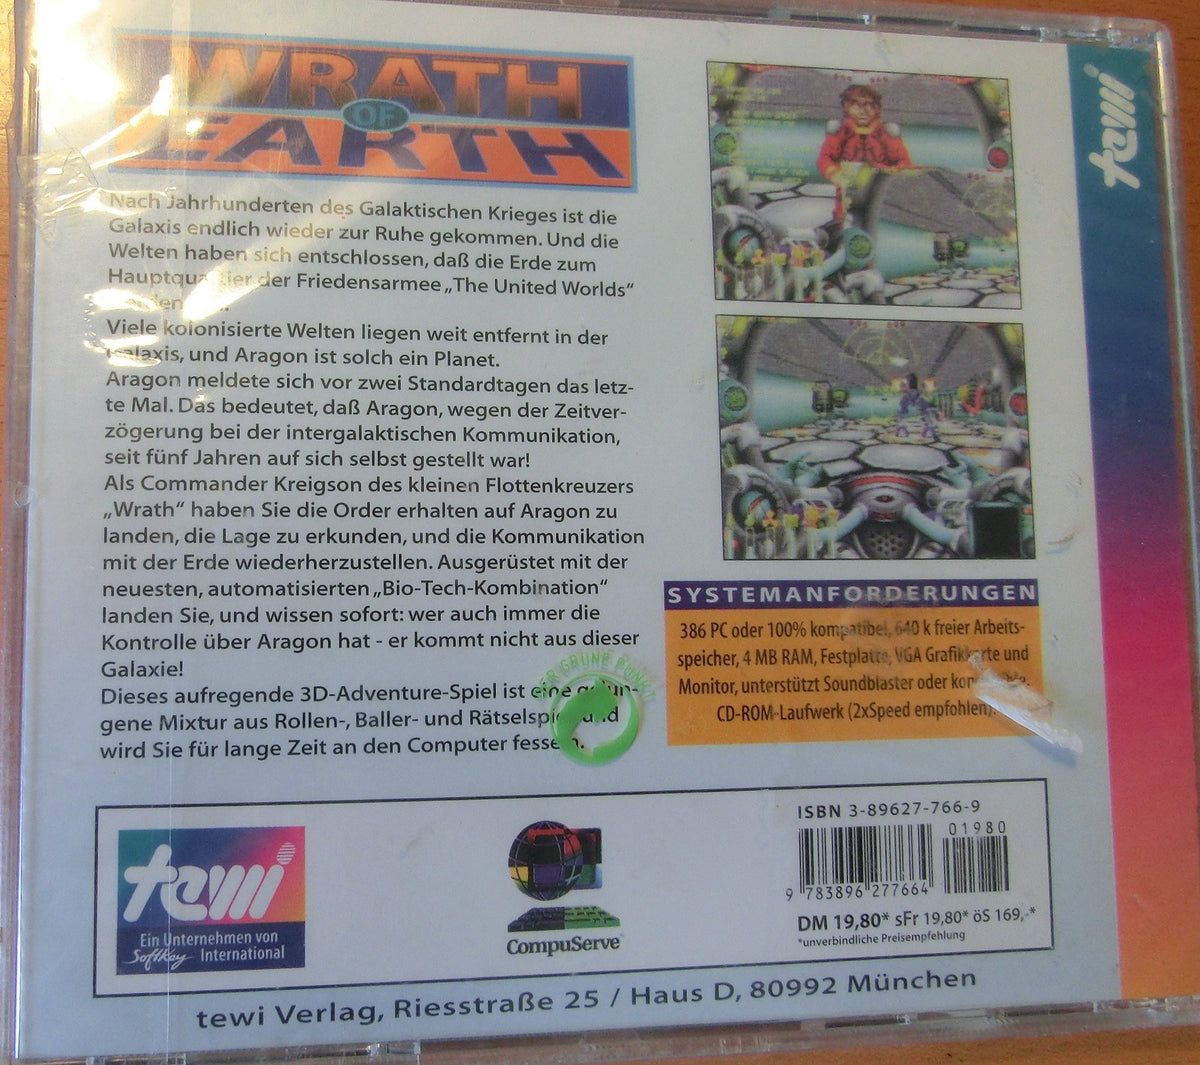 WRATH
OF
EARTH
Nach Jahrhunderten des Galaktischen Krieges ist die
Galaxis endlich wieder zur Ruhe gekommen. Und die
Welten haben sich entschlossen, daß die Erde zum
der Friedensarmee „The United Worlds“
Viele kolonisierte Welten liegen weit entfernt in der
Galaxis, und Aragon ist solch ein Planet.
Aragon meldete sich vor zwei Standardtagen das letz-
te Mal. Das bedeutet, daß Aragon, wegen der Zeitver-
zögerung bei der intergalaktischen Kommunikation,
seit fünf Jahren auf sich selbst gestellt war!
Als Commander Kreigson des kleinen Flottenkreuzers
„Wrath“ haben Sie die Order erhalten auf Aragon zu
landen, die Lage zu erkunden, und die Kommunikation
mit der Erde wiederherzustellen. Ausgerüstet mit der
neuesten, automatisierten „Bio-Tech-Kombination“
landen Sie, und wissen sofort: wer auch immer die
Kontrolle über Aragon hat - er kommt nicht aus dieser
Galaxie!
Dieses aufregende 3D-Adventure-Spiel ist eine gelun-
gene Mixtur aus Rollen-, Baller- und Rätselspiel und
wird Sie für lange Zeit an den Computer fesseln.
DER GRÜNE PUNKT
tewi
SYSTEMANFORDERUNGEN
386 PC oder 100% kompatibel, 640 k freier Arbeits-
speicher, 4 MB RAM, Festplatte, VGA Grafikkarte und
Monitor, unterstützt Soundblaster oder
CD-ROM-Laufwerk (2xSpeed empfohlen).
tewi
Ein Unternehmen von
SoftKey International
CompuServe
ISBN 3-89627-766-9
01980
9 783896 277664
DM 19,80* sFr 19,80* öS 169,-*
*unverbindliche Preisempfehlung
tewi Verlag, Riesstraße 25 / Haus D, 80992 München